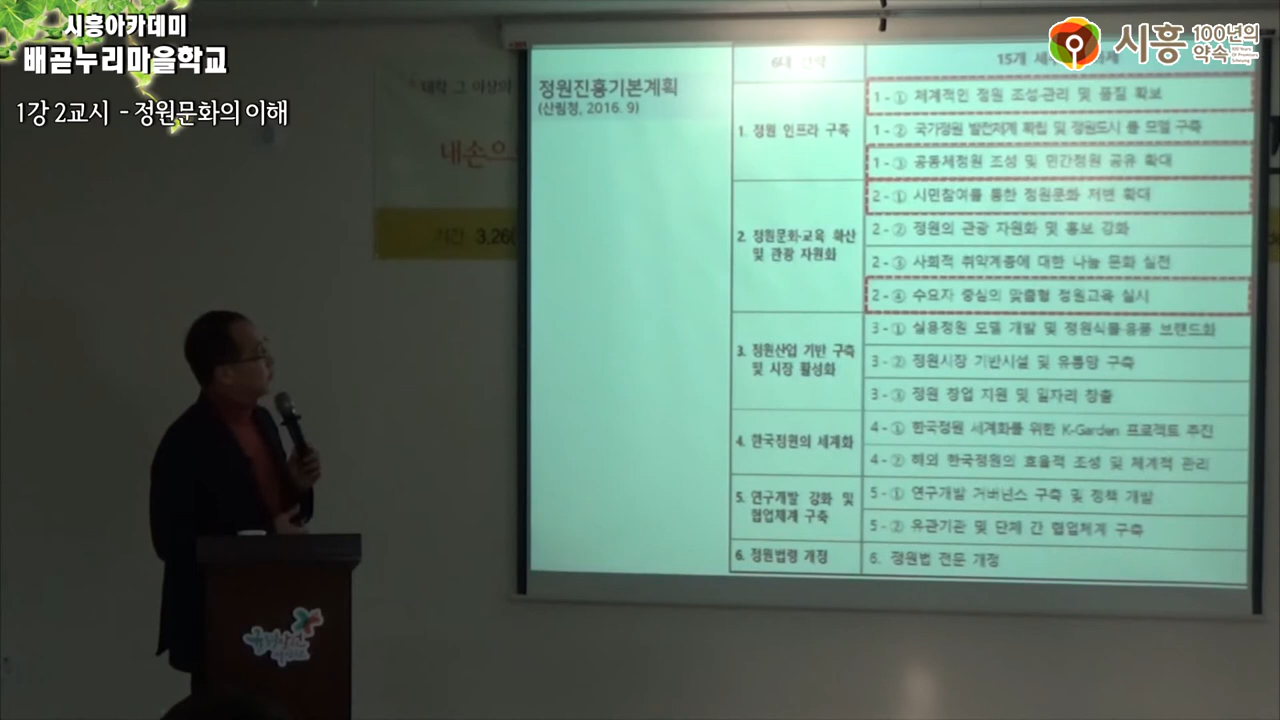 시흥아카데미
배곧누리마을학교
1강 2교시 - 정원문화의 이해
시흥 100년의 약속
내손으
기간 3.26(
정원진흥기본계획
(산림청, 2016. 9)
6대
15개
1. 정원 인프라 구축
1-① 체계적인 정원 조성·관리 및 품질 확보
1-② 국가정원 발전체계 확립 및 정원도시 룰 모델 구축
1-③ 공동체정원 조성 및 민간정원 공유 확대
2. 정원문화·교육 확산
및 관광 자원화
2-① 시민참여를 통한 정원문화 저변 확대
2-② 정원의 관광 자원화 및 홍보 강화
2-③ 사회적 취약계층에 대한 나눔 문화 실천
2-④ 수요자 중심의 맞춤형 정원교육 실시
3. 정원산업 기반 구축
및 시장 활성화
3-① 실용정원 모델 개발 및 정원식물·용품 브랜드화
3-② 정원시장 기반시설 및 유통망 구축
3-③ 정원 창업 지원 및 일자리 창출
4. 한국정원의 세계화
4-① 한국정원 세계화를 위한 K-Garden 프로젝트 추진
4-② 해외 한국정원의 효율적 조성 및 체계적 관리
5. 연구개발 강화 및
협업체계 구축
5-① 연구개발 거버넌스 구축 및 정책 개발
5-② 유관기관 및 단체 간 협업체계 구축
6. 정원법령 개정
6. 정원법 전문 개정